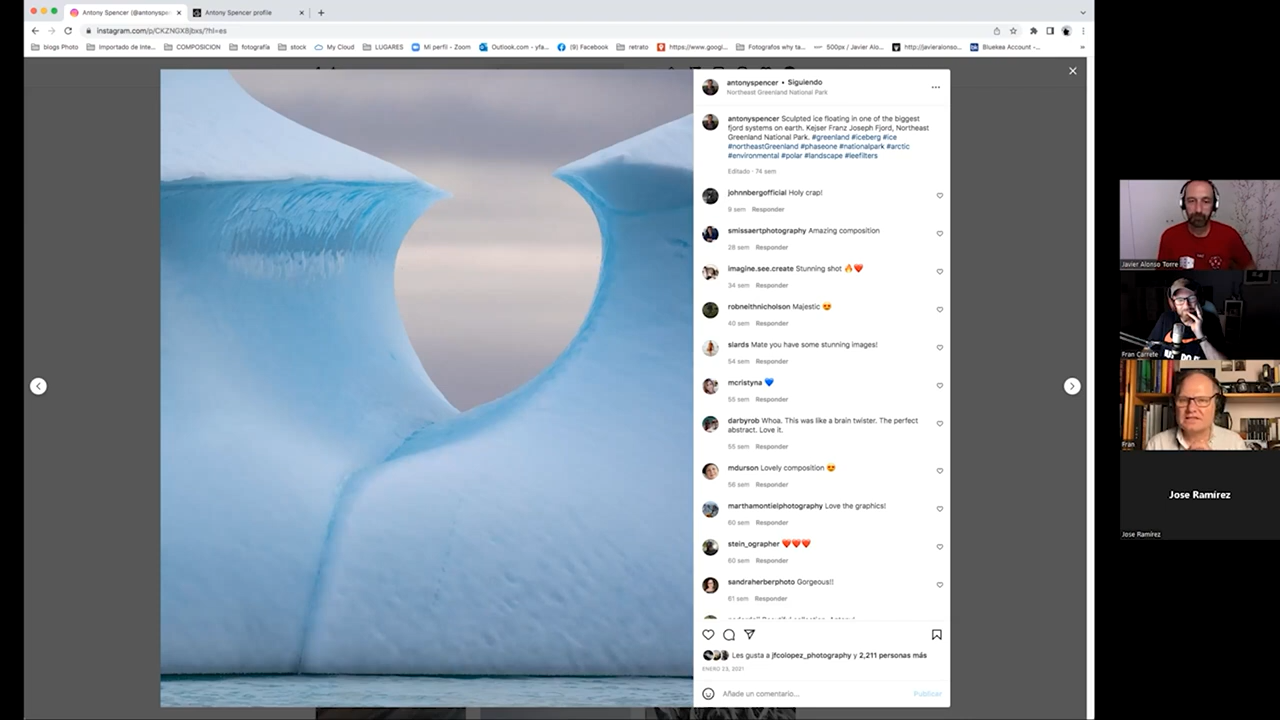 Antony Spencer (@antonyspe
Antony Spencer profile
instagram.com/p/CKZNGXBjbxs/?hl=es
blogs Photo
Importado de Inte...
COMPOSICION
fotografía
stock
My Cloud
LUGARES
Mi perfil - Zoom
Outlook.com - yfa...
(9) Facebook
retrato
https://www.googl...
Fotografos why ta...
500px / Javier Alo...
http://javieralonso...
Bluekea Account -...
antonyspencer • Siguiendo
Northeast Greenland National Park
antonyspencer Sculpted ice floating in one of the biggest
fjord systems on earth. Kejser Franz Joseph Fjord, Northeast
Greenland National Park. #greenland #iceberg #ice
#northeastGreenland #phaseone #nationalpark #arctic
#environmental #polar #landscape #leefilters
Editado · 74 sem
johnnbergofficial Holy crap!
9 sem Responder
smissaertphotography Amazing composition
28 sem Responder
imagine.see.create Stunning shot 🔥❤️
34 sem Responder
robneithnicholson Majestic 😍
40 sem Responder
slards Mate you have some stunning images!
54 sem Responder
mcristyna 💙
55 sem Responder
darbyrob Whoa. This was like a brain twister. The perfect
abstract. Love it.
55 sem Responder
mdurson Lovely composition 😍
56 sem Responder
marthamontielphotography Love the graphics!
60 sem Responder
stein_ographer ❤️❤️❤️
60 sem Responder
sandraherberphoto Gorgeous!!
61 sem Responder
Les gusta a jfcolopez_photography y 2,211 personas más
ENERO 23, 2021
Añade un comentario...
Publicar
Javier Alonso Torre
Fran Carrete
Fran
Jose Ramírez
Jose Ramírez